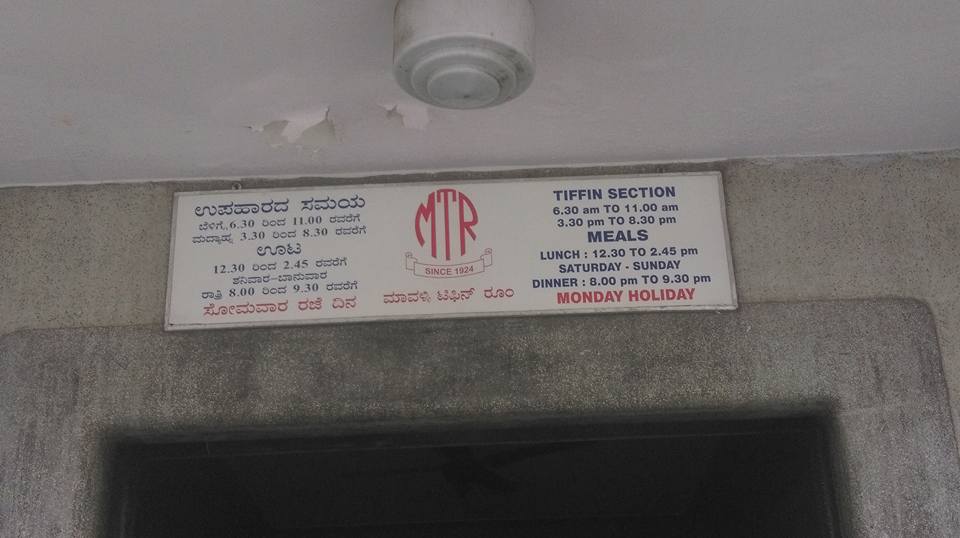 ಉಪಹಾರದ ಸಮಯ
ಬೆಳಿಗ್ಗೆ 6.30 ರಿಂದ 11.00 ರವರೆಗೆ
ಮದ್ಯಾಹ್ನ 3.30 ರಿಂದ 8.30 ರವರೆಗೆ
ಊಟ
12.30 ರಿಂದ 2.45 ರವರೆಗೆ
ಶನಿವಾರ-ಬಾನುವಾರ
ರಾತ್ರಿ 8.00 ರಿಂದ 9.30 ರವರೆಗೆ
ಸೋಮವಾರ ರಜೆ ದಿನ
MTR
SINCE 1924
ಮಾವಳ್ಳಿ ಟಿಫಿನ್ ರೂಂ
TIFFIN SECTION
6.30 am TO 11.00 am
3.30 pm TO 8.30 pm
MEALS
LUNCH : 12.30 TO 2.45 pm
SATURDAY - SUNDAY
DINNER : 8.00 pm TO 9.30 pm
MONDAY HOLIDAY